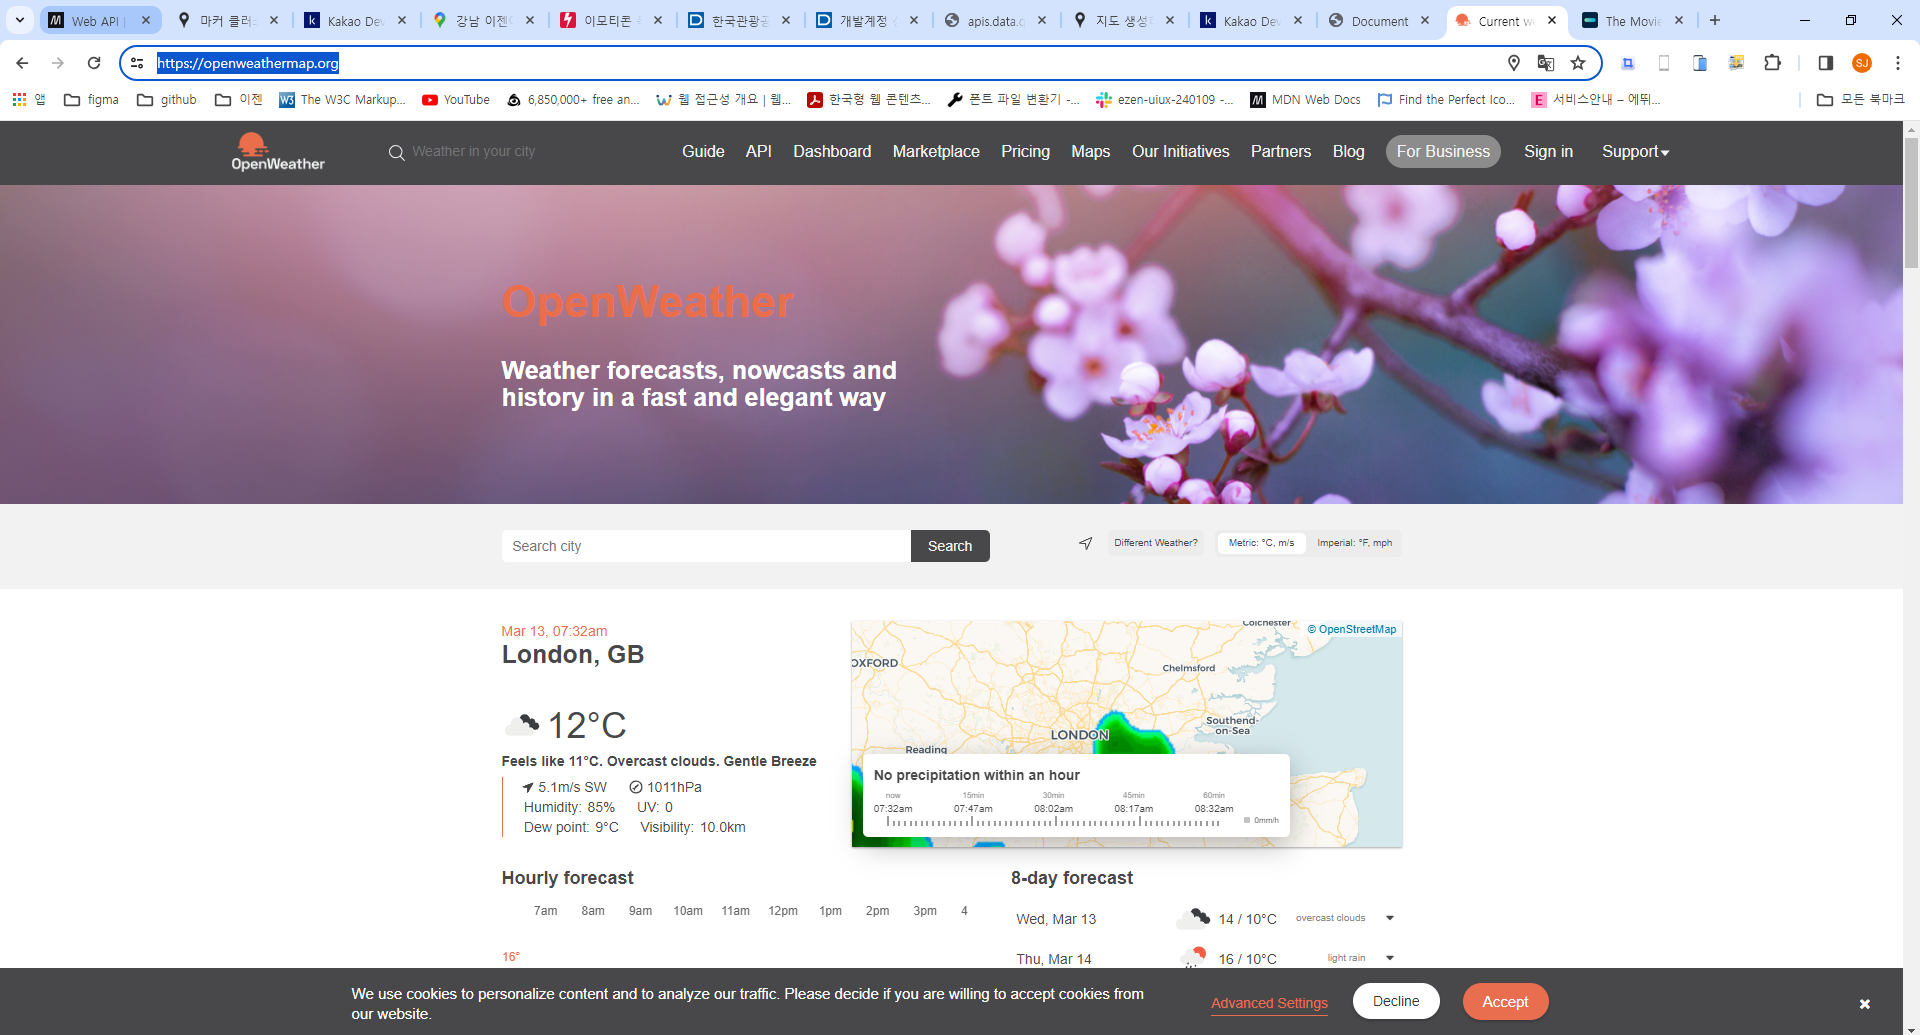 Web API |
마커 클러스
Kakao Dev
강남 이젠
이모티콘
한국관광공
개발계정
apis.data.g
지도 생성
Kakao Dev
Document
Current we
The Movie
https://openweathermap.org
SJ
앱
figma
github
이젠
The W3C Markup...
YouTube
6,850,000+ free an...
웹 접근성 개요 | 웹...
한국형 웹 콘텐츠...
폰트 파일 변환기 -...
ezen-uiux-240109 -...
MDN Web Docs
Find the Perfect Ico...
서비스안내 – 에뛰...
모든 북마크
OpenWeather
Weather in your city
Guide
API
Dashboard
Marketplace
Pricing
Maps
Our Initiatives
Partners
Blog
For Business
Sign in
Support
OpenWeather
Weather forecasts, nowcasts and
history in a fast and elegant way
Search city
Search
Different Weather?
Metric: °C, m/s
Imperial: °F, mph
Mar 13, 07:32am
London, GB
12°C
Feels like 11°C. Overcast clouds. Gentle Breeze
5.1m/s SW 1011hPa
Humidity: 85% UV: 0
Dew point: 9°C Visibility: 10.0km
Colchester
© OpenStreetMap
OXFORD
Chelmsford
Southend-
on-Sea
LONDON
Reading
No precipitation within an hour
now 15min 30min 45min 60min
07:32am 07:47am 08:02am 08:17am 08:32am
0mm/h
Hourly forecast
7am 8am 9am 10am 11am 12pm 1pm 2pm 3pm 4
16°
8-day forecast
Wed, Mar 13 14 / 10°C overcast clouds
Thu, Mar 14 16 / 10°C light rain
We use cookies to personalize content and to analyze our traffic. Please decide if you are willing to accept cookies from
our website.
Advanced Settings
Decline
Accept